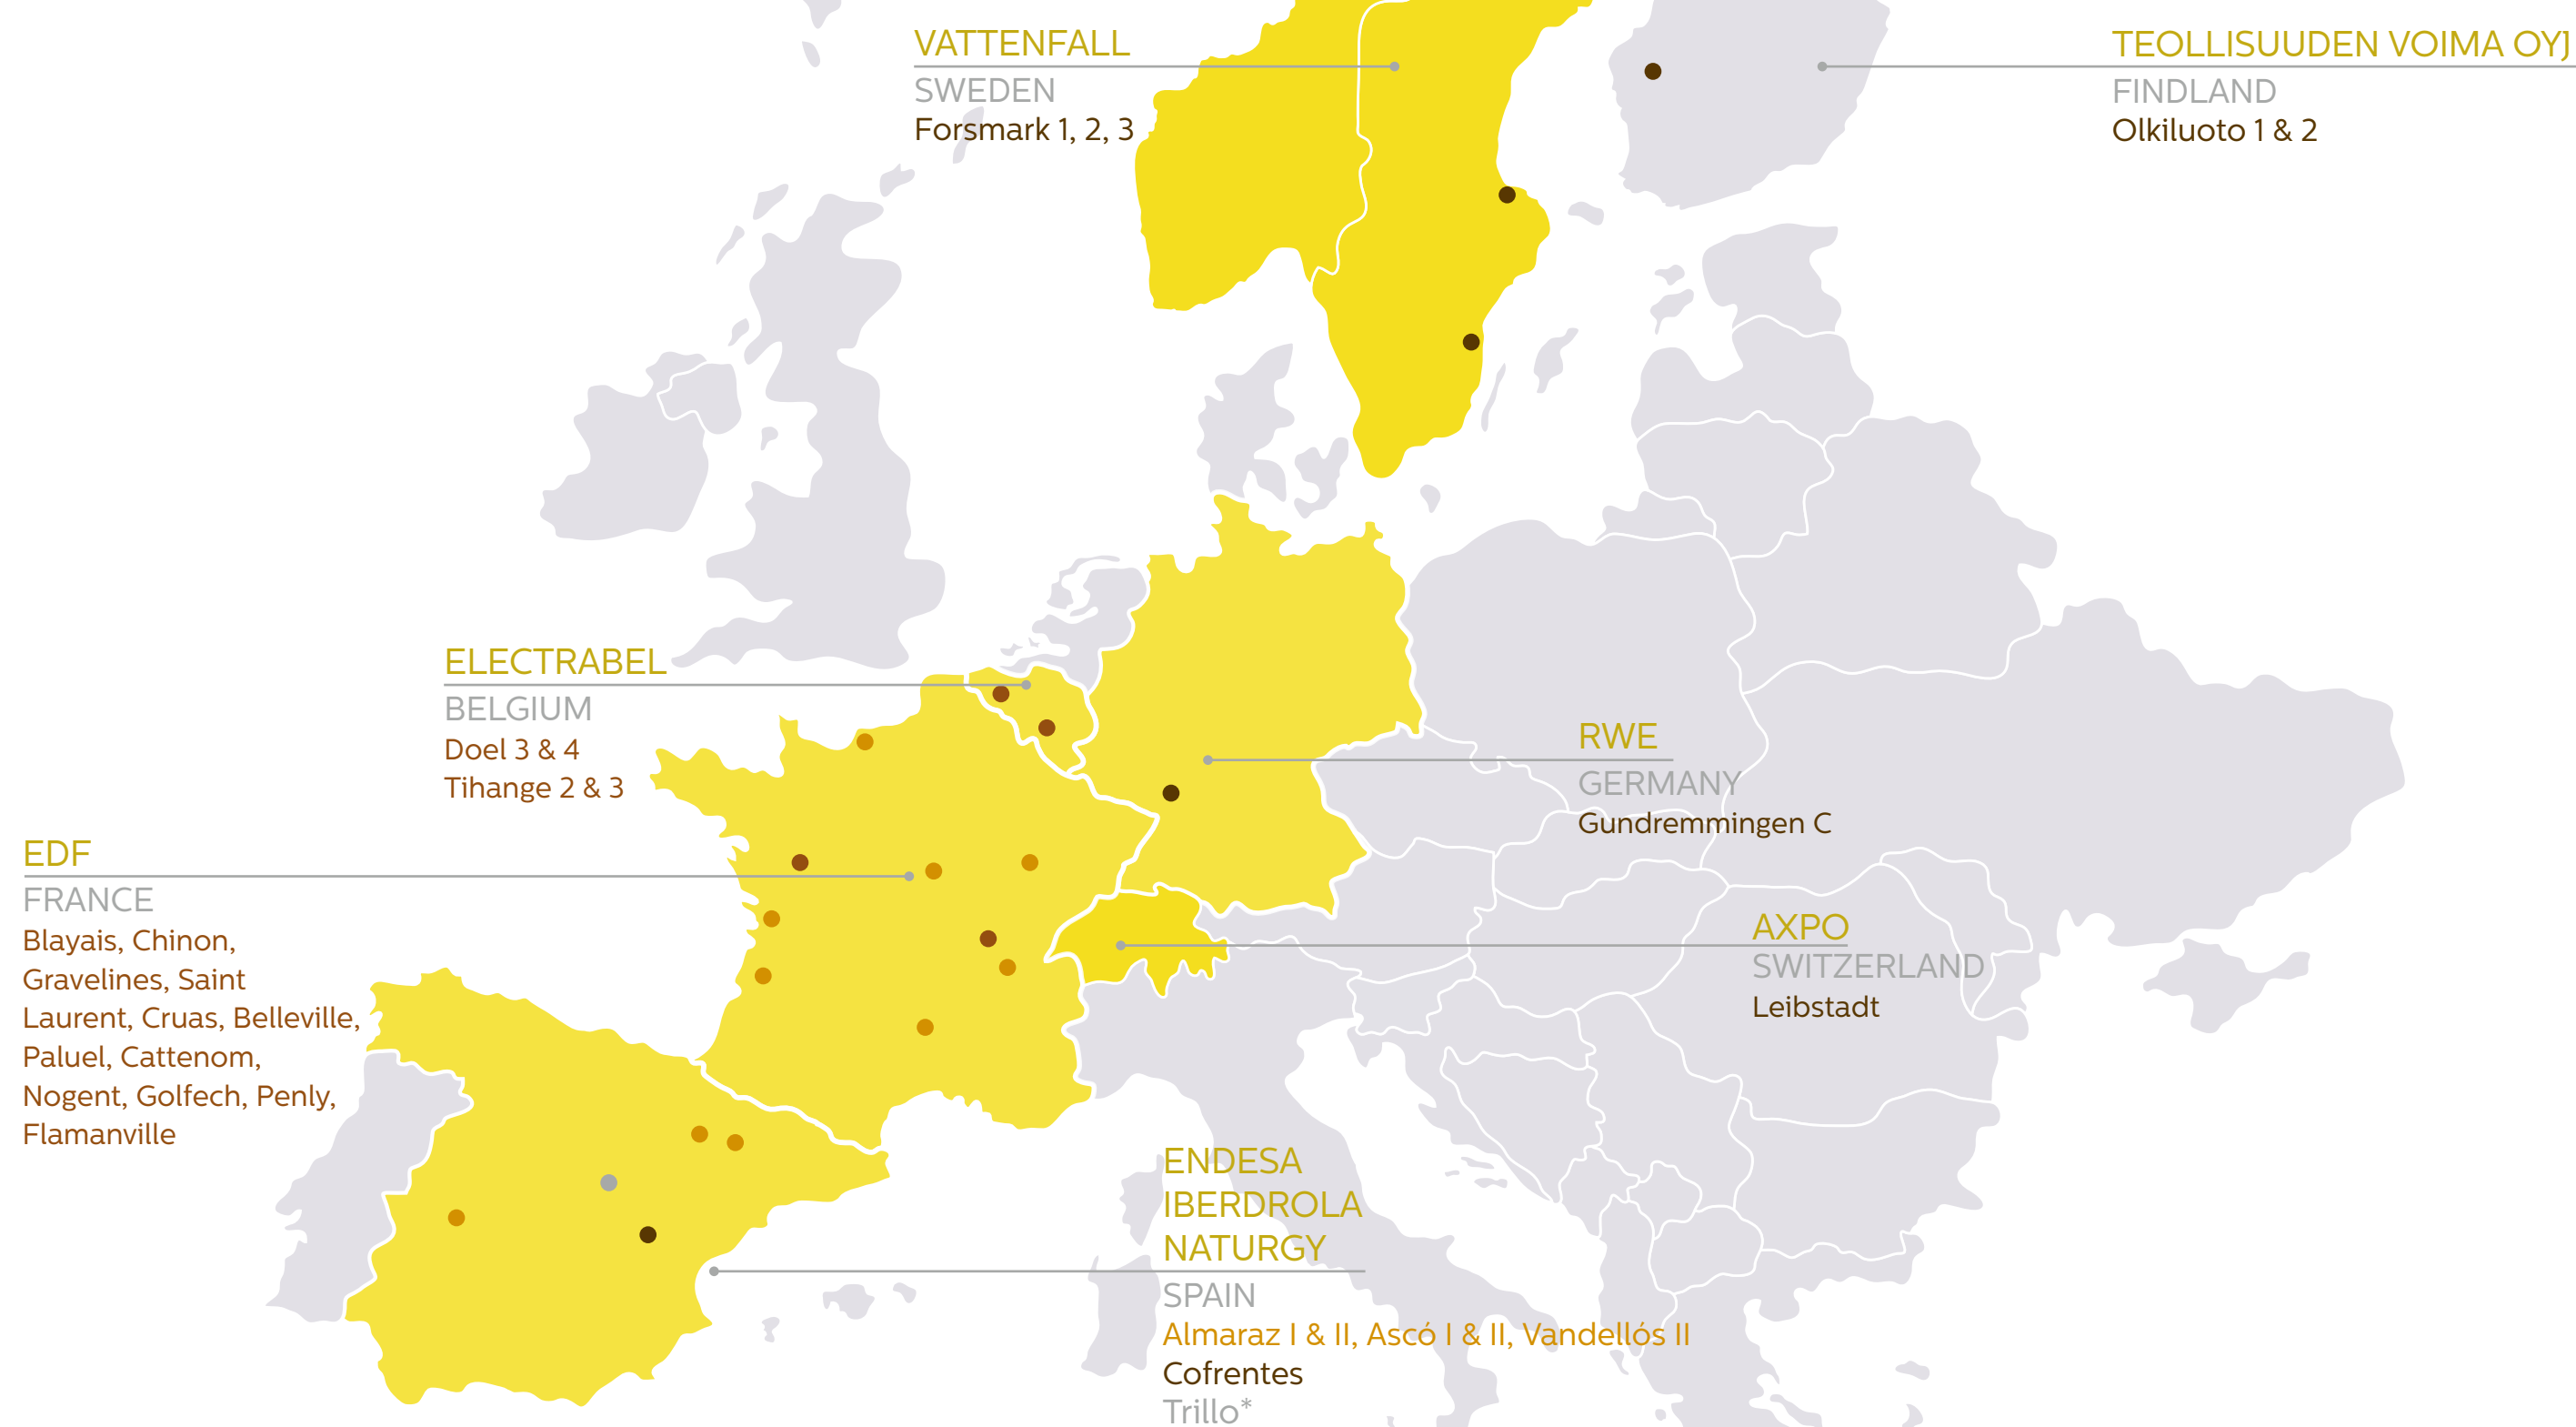 VATTENFALL
SWEDEN
Forsmark 1, 2, 3
TEOLLISUUDEN VOIMA OYJ
FINDLAND
Olkiluoto 1 & 2
ELECTRABEL
BELGIUM
Doel 3 & 4
Tihange 2 & 3
RWE
GERMANY
Gundremmingen C
EDF
FRANCE
Blayais, Chinon,
Gravelines, Saint
Laurent, Cruas, Belleville,
Paluel, Cattenom,
Nogent, Golfech, Penly,
Flamanville
AXPO
SWITZERLAND
Leibstadt
ENDESA
IBERDROLA
NATURGY
SPAIN
Almaraz I & II, Ascó I & II, Vandellós II
Cofrentes
Trillo*